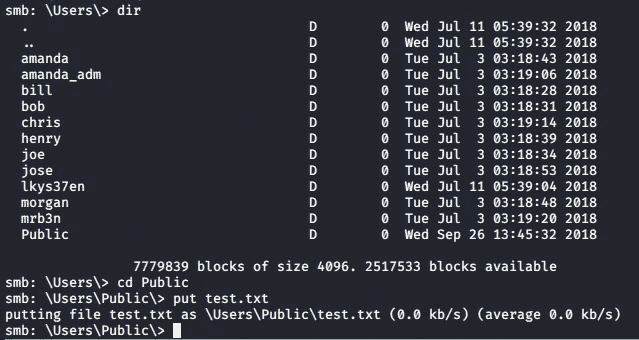 smb: \Users\> dir
. D 0 Wed Jul 11 05:39:32 2018
.. D 0 Wed Jul 11 05:39:32 2018
amanda D 0 Tue Jul 3 03:18:43 2018
amanda_adm D 0 Tue Jul 3 03:19:06 2018
bill D 0 Tue Jul 3 03:18:28 2018
bob D 0 Tue Jul 3 03:18:31 2018
chris D 0 Tue Jul 3 03:19:14 2018
henry D 0 Tue Jul 3 03:18:39 2018
joe D 0 Tue Jul 3 03:18:34 2018
jose D 0 Tue Jul 3 03:18:53 2018
lkys37en D 0 Wed Jul 11 05:39:04 2018
morgan D 0 Tue Jul 3 03:18:48 2018
mrb3n D 0 Tue Jul 3 03:19:20 2018
Public D 0 Wed Sep 26 13:45:32 2018
7779839 blocks of size 4096. 2517533 blocks available
smb: \Users\> cd Public
smb: \Users\Public\> put test.txt
putting file test.txt as \Users\Public\test.txt (0.0 kb/s) (average 0.0 kb/s)
smb: \Users\Public\>